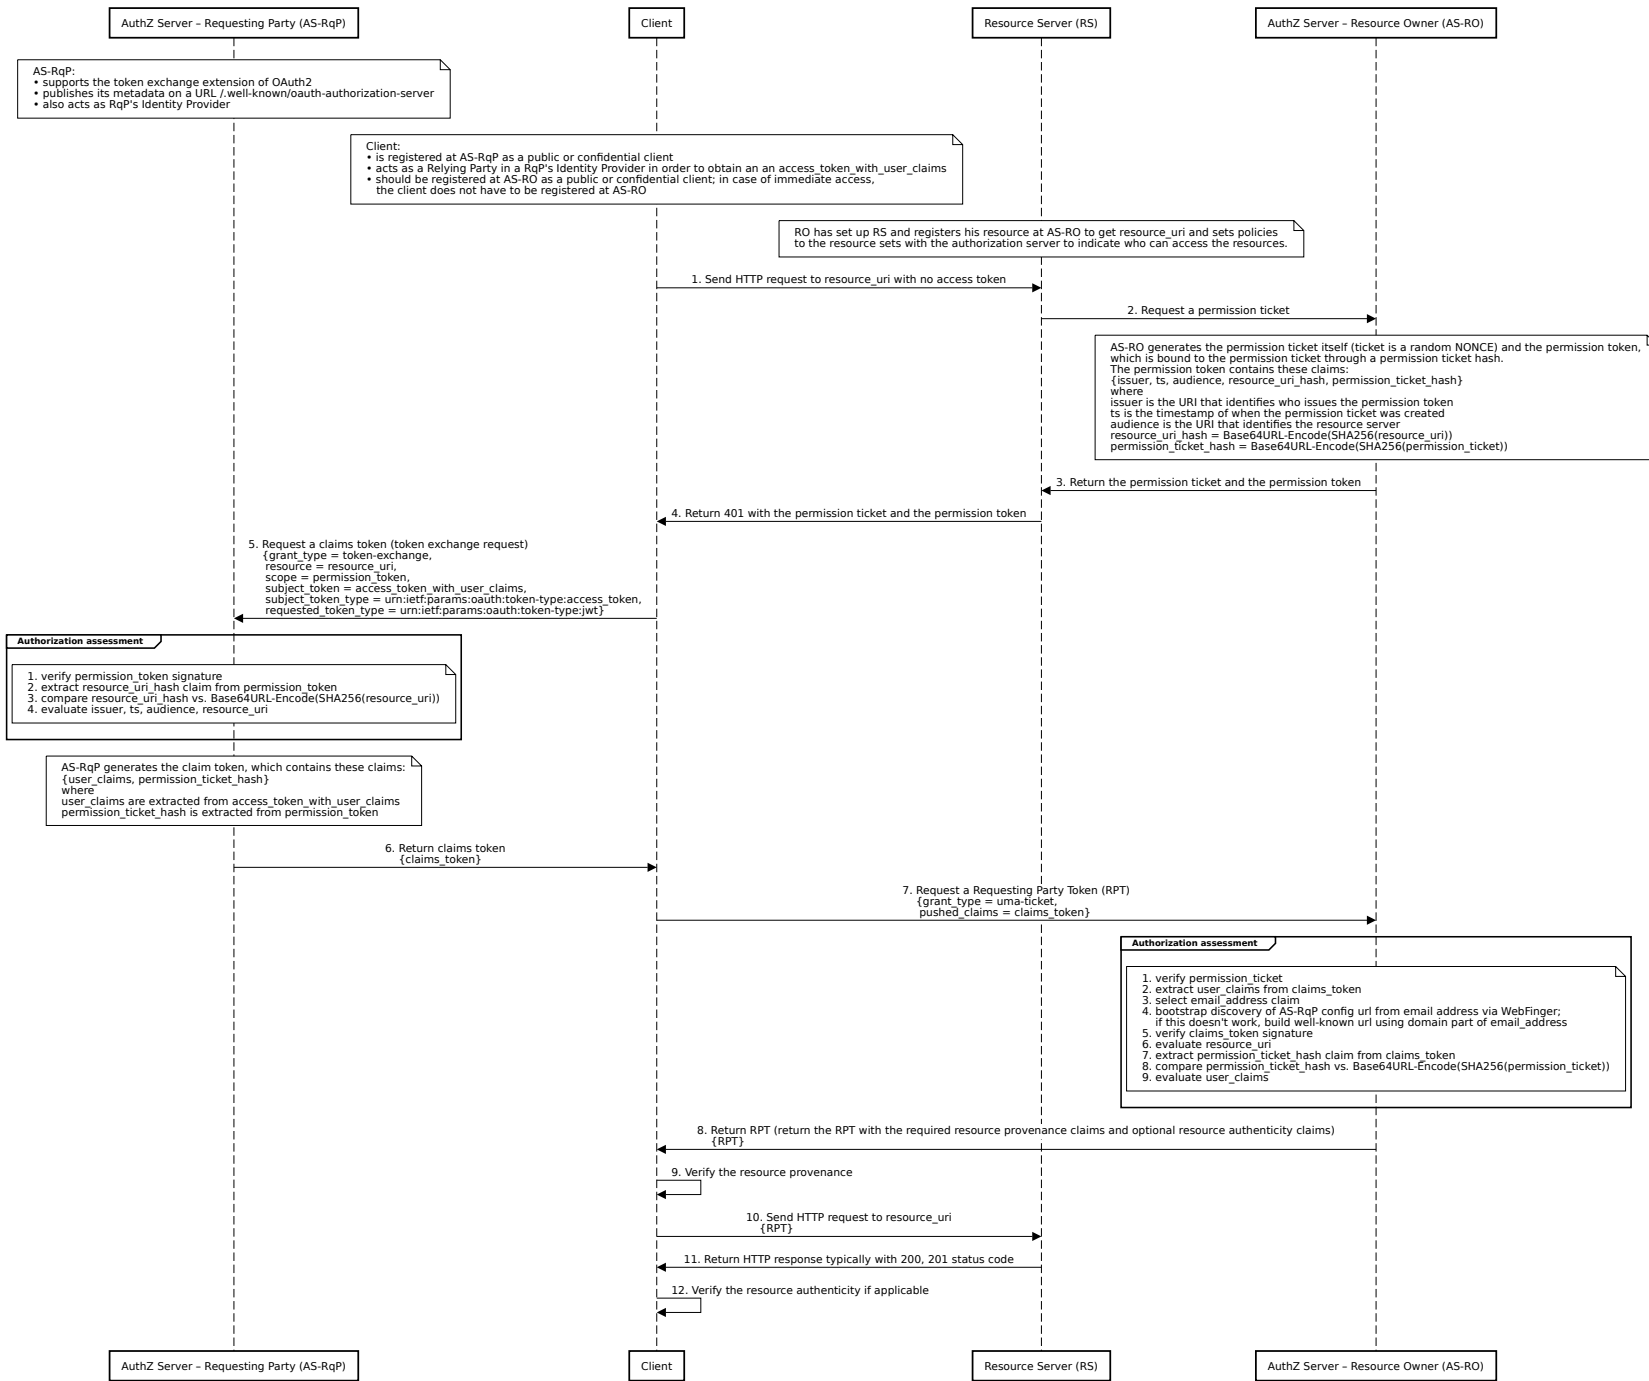 AuthZ Server – Requesting Party (AS-RqP)
Client
Resource Server (RS)
AuthZ Server – Resource Owner (AS-RO)
AS-RqP:
• supports the token exchange extension of OAuth2
• publishes its metadata on a URL /.well-known/oauth-authorization-server
• also acts as RqP's Identity Provider
Client:
• is registered at AS-RqP as a public or confidential client
• acts as a Relying Party in a RqP's Identity Provider in order to obtain an an access_token_with_user_claims
• should be registered at AS-RO as a public or confidential client; in case of immediate access,
the client does not have to be registered at AS-RO
RO has set up RS and registers his resource at AS-RO to get resource_uri and sets policies
to the resource sets with the authorization server to indicate who can access the resources.
1. Send HTTP request to resource_uri with no access token
2. Request a permission ticket
AS-RO generates the permission ticket itself (ticket is a random NONCE) and the permission token,
which is bound to the permission ticket through a permission ticket hash.
The permission token contains these claims:
{issuer, ts, audience, resource_uri_hash, permission_ticket_hash}
where
issuer is the URI that identifies who issues the permission token
ts is the timestamp of when the permission ticket was created
audience is the URI that identifies the resource server
resource_uri_hash = Base64URL-Encode(SHA256(resource_uri))
permission_ticket_hash = Base64URL-Encode(SHA256(permission_ticket))
3. Return the permission ticket and the permission token
4. Return 401 with the permission ticket and the permission token
5. Request a claims token (token exchange request)
{grant_type = token-exchange,
resource = resource_uri,
scope = permission_token,
subject_token = access_token_with_user_claims,
subject_token_type = urn:ietf:params:oauth:token-type:access_token,
requested_token_type = urn:ietf:params:oauth:token-type:jwt}
Authorization assessment
1. verify permission_token signature
2. extract resource_uri_hash claim from permission_token
3. compare resource_uri_hash vs. Base64URL-Encode(SHA256(resource_uri))
4. evaluate issuer, ts, audience, resource_uri
AS-RqP generates the claim token, which contains these claims:
{user_claims, permission_ticket_hash}
where
user_claims are extracted from access_token_with_user_claims
permission_ticket_hash is extracted from permission_token
6. Return claims token
{claims_token}
7. Request a Requesting Party Token (RPT)
{grant_type = uma-ticket,
pushed_claims = claims_token}
Authorization assessment
1. verify permission_ticket
2. extract user_claims from claims_token
3. select email_address claim
4. bootstrap discovery of AS-RqP config url from email address via WebFinger;
if this doesn't work, build well-known url using domain part of email_address
5. verify claims_token signature
6. evaluate resource_uri
7. extract permission_ticket_hash claim from claims_token
8. compare permission_ticket_hash vs. Base64URL-Encode(SHA256(permission_ticket))
9. evaluate user_claims
8. Return RPT (return the RPT with the required resource provenance claims and optional resource authenticity claims)
{RPT}
9. Verify the resource provenance
10. Send HTTP request to resource_uri
{RPT}
11. Return HTTP response typically with 200, 201 status code
12. Verify the resource authenticity if applicable
AuthZ Server – Requesting Party (AS-RqP)
Client
Resource Server (RS)
AuthZ Server – Resource Owner (AS-RO)